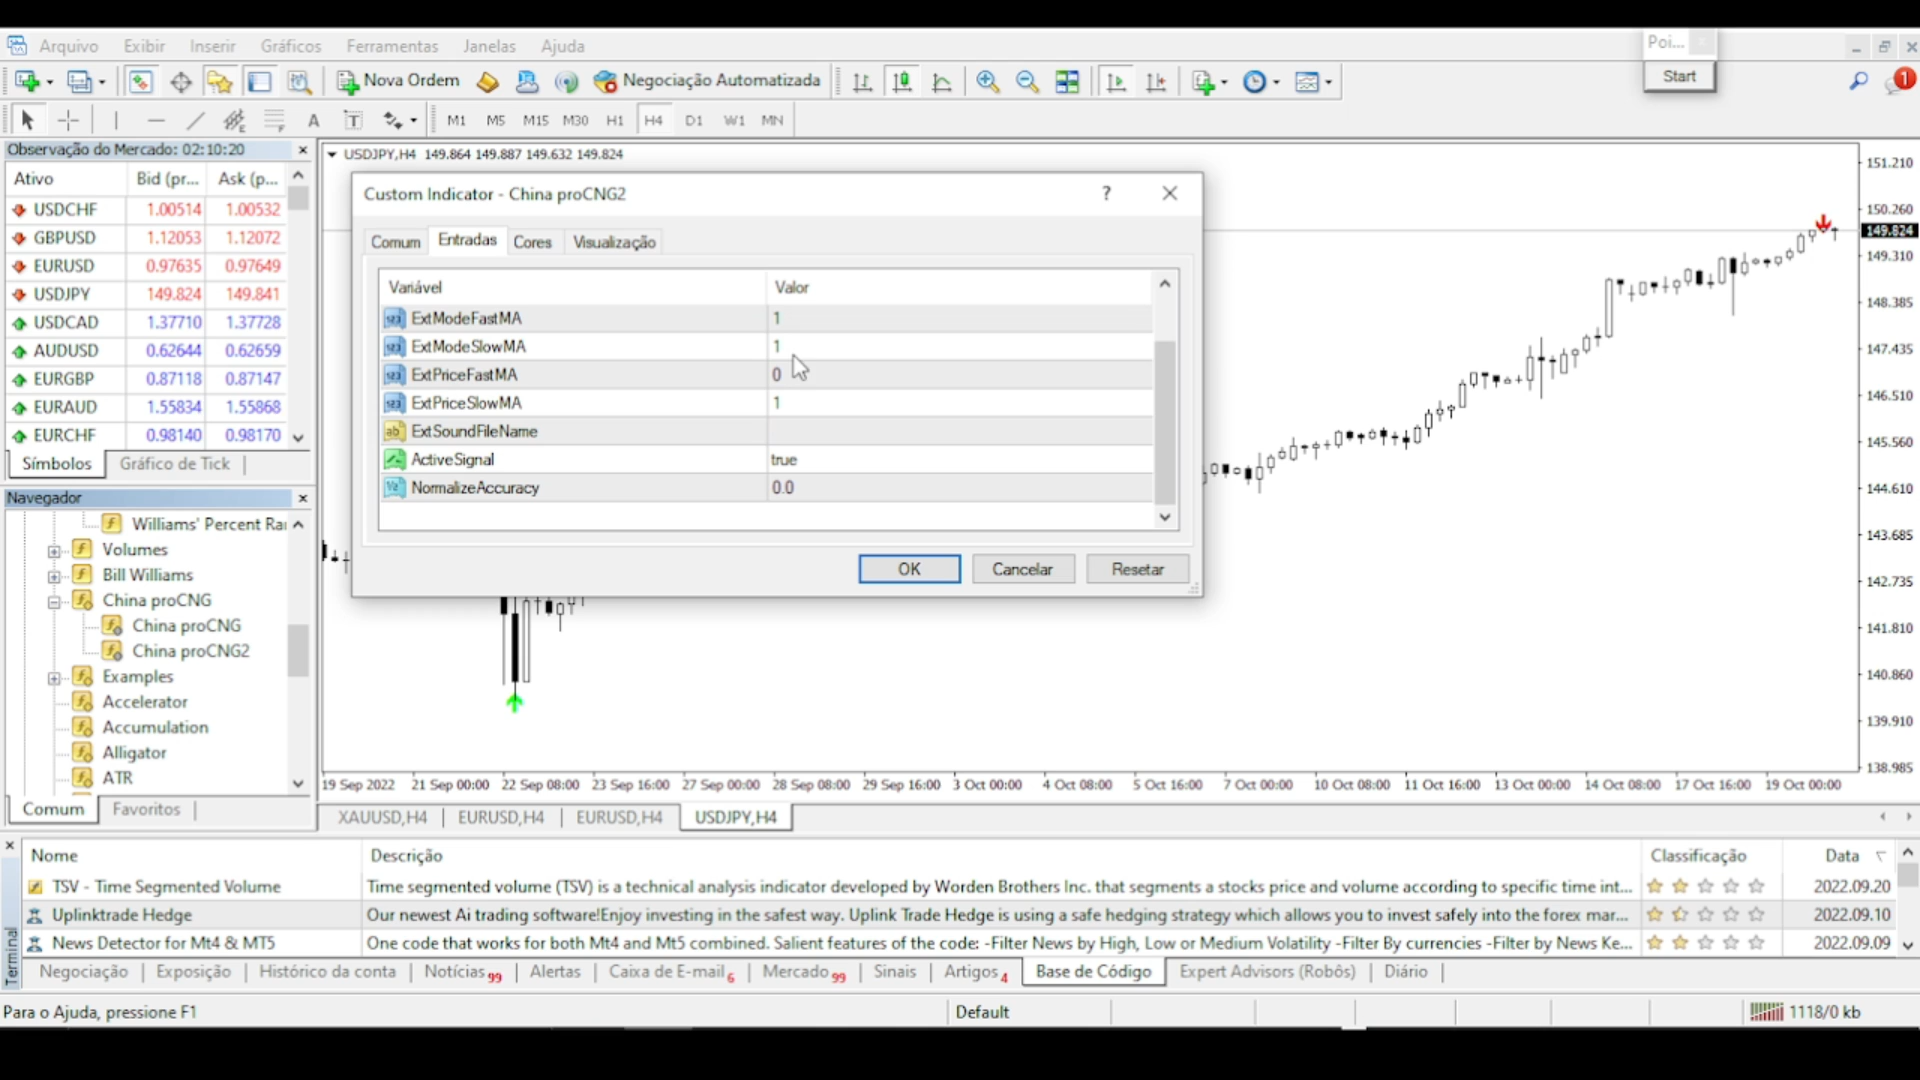 Arquivo Exibir Inserir Gráficos Ferramentas Janelas Ajuda
Poi...
Start
Nova Ordem Negociação Automatizada
1
A T M1 M5 M15 M30 H1 H4 D1 W1 MN
Observação do Mercado: 02:10:20
Ativo Bid (pr... Ask (p...
USDCHF 1.00514 1.00532
GBPUSD 1.12053 1.12072
EURUSD 0.97635 0.97649
USDJPY 149.824 149.841
USDCAD 1.37710 1.37728
AUDUSD 0.62644 0.62659
EURGBP 0.87118 0.87147
EURAUD 1.55834 1.55868
EURCHF 0.98140 0.98170
Símbolos Gráfico de Tick
Navegador
Williams' Percent Ra
Volumes
Bill Williams
China proCNG
China proCNG
China proCNG2
Examples
Accelerator
Accumulation
Alligator
ATR
Comum Favoritos
USDJPY,H4 149.864 149.887 149.632 149.824
Custom Indicator - China proCNG2 ?
Comum Entradas Cores Visualização
Variável Valor
ExtModeFastMA 1
ExtModeSlowMA 1
ExtPriceFastMA 0
ExtPriceSlowMA 1
ExtSoundFileName
ActiveSignal true
NormalizeAccuracy 0.0
OK Cancelar Resetar
151.210
150.260
149.824
149.310
148.385
147.435
146.510
145.560
144.610
143.685
142.735
141.810
140.860
139.910
138.985
19 Sep 2022 21 Sep 00:00 22 Sep 08:00 23 Sep 16:00 27 Sep 00:00 28 Sep 08:00 29 Sep 16:00 3 Oct 00:00 4 Oct 08:00 5 Oct 16:00 7 Oct 00:00 10 Oct 08:00 11 Oct 16:00 13 Oct 00:00 14 Oct 08:00 17 Oct 16:00 19 Oct 00:00
XAUUSD,H4 EURUSD,H4 EURUSD,H4 USDJPY,H4
Nome Descrição Classificação Data
TSV - Time Segmented Volume Time segmented volume (TSV) is a technical analysis indicator developed by Worden Brothers Inc. that segments a stocks price and volume according to specific time int... 2022.09.20
Uplinktrade Hedge Our newest Ai trading software!Enjoy investing in the safest way. Uplink Trade Hedge is using a safe hedging strategy which allows you to invest safely into the forex mar... 2022.09.10
News Detector for Mt4 & MT5 One code that works for both Mt4 and Mt5 combined. Salient features of the code: -Filter News by High, Low or Medium Volatility -Filter By currencies -Filter by News Ke... 2022.09.09
Terminal
Negociação Exposição Histórico da conta Notícias 99 Alertas Caixa de E-mail 6 Mercado 99 Sinais Artigos 4 Base de Código Expert Advisors (Robôs) Diário
Para o Ajuda, pressione F1 Default 1118/0 kb